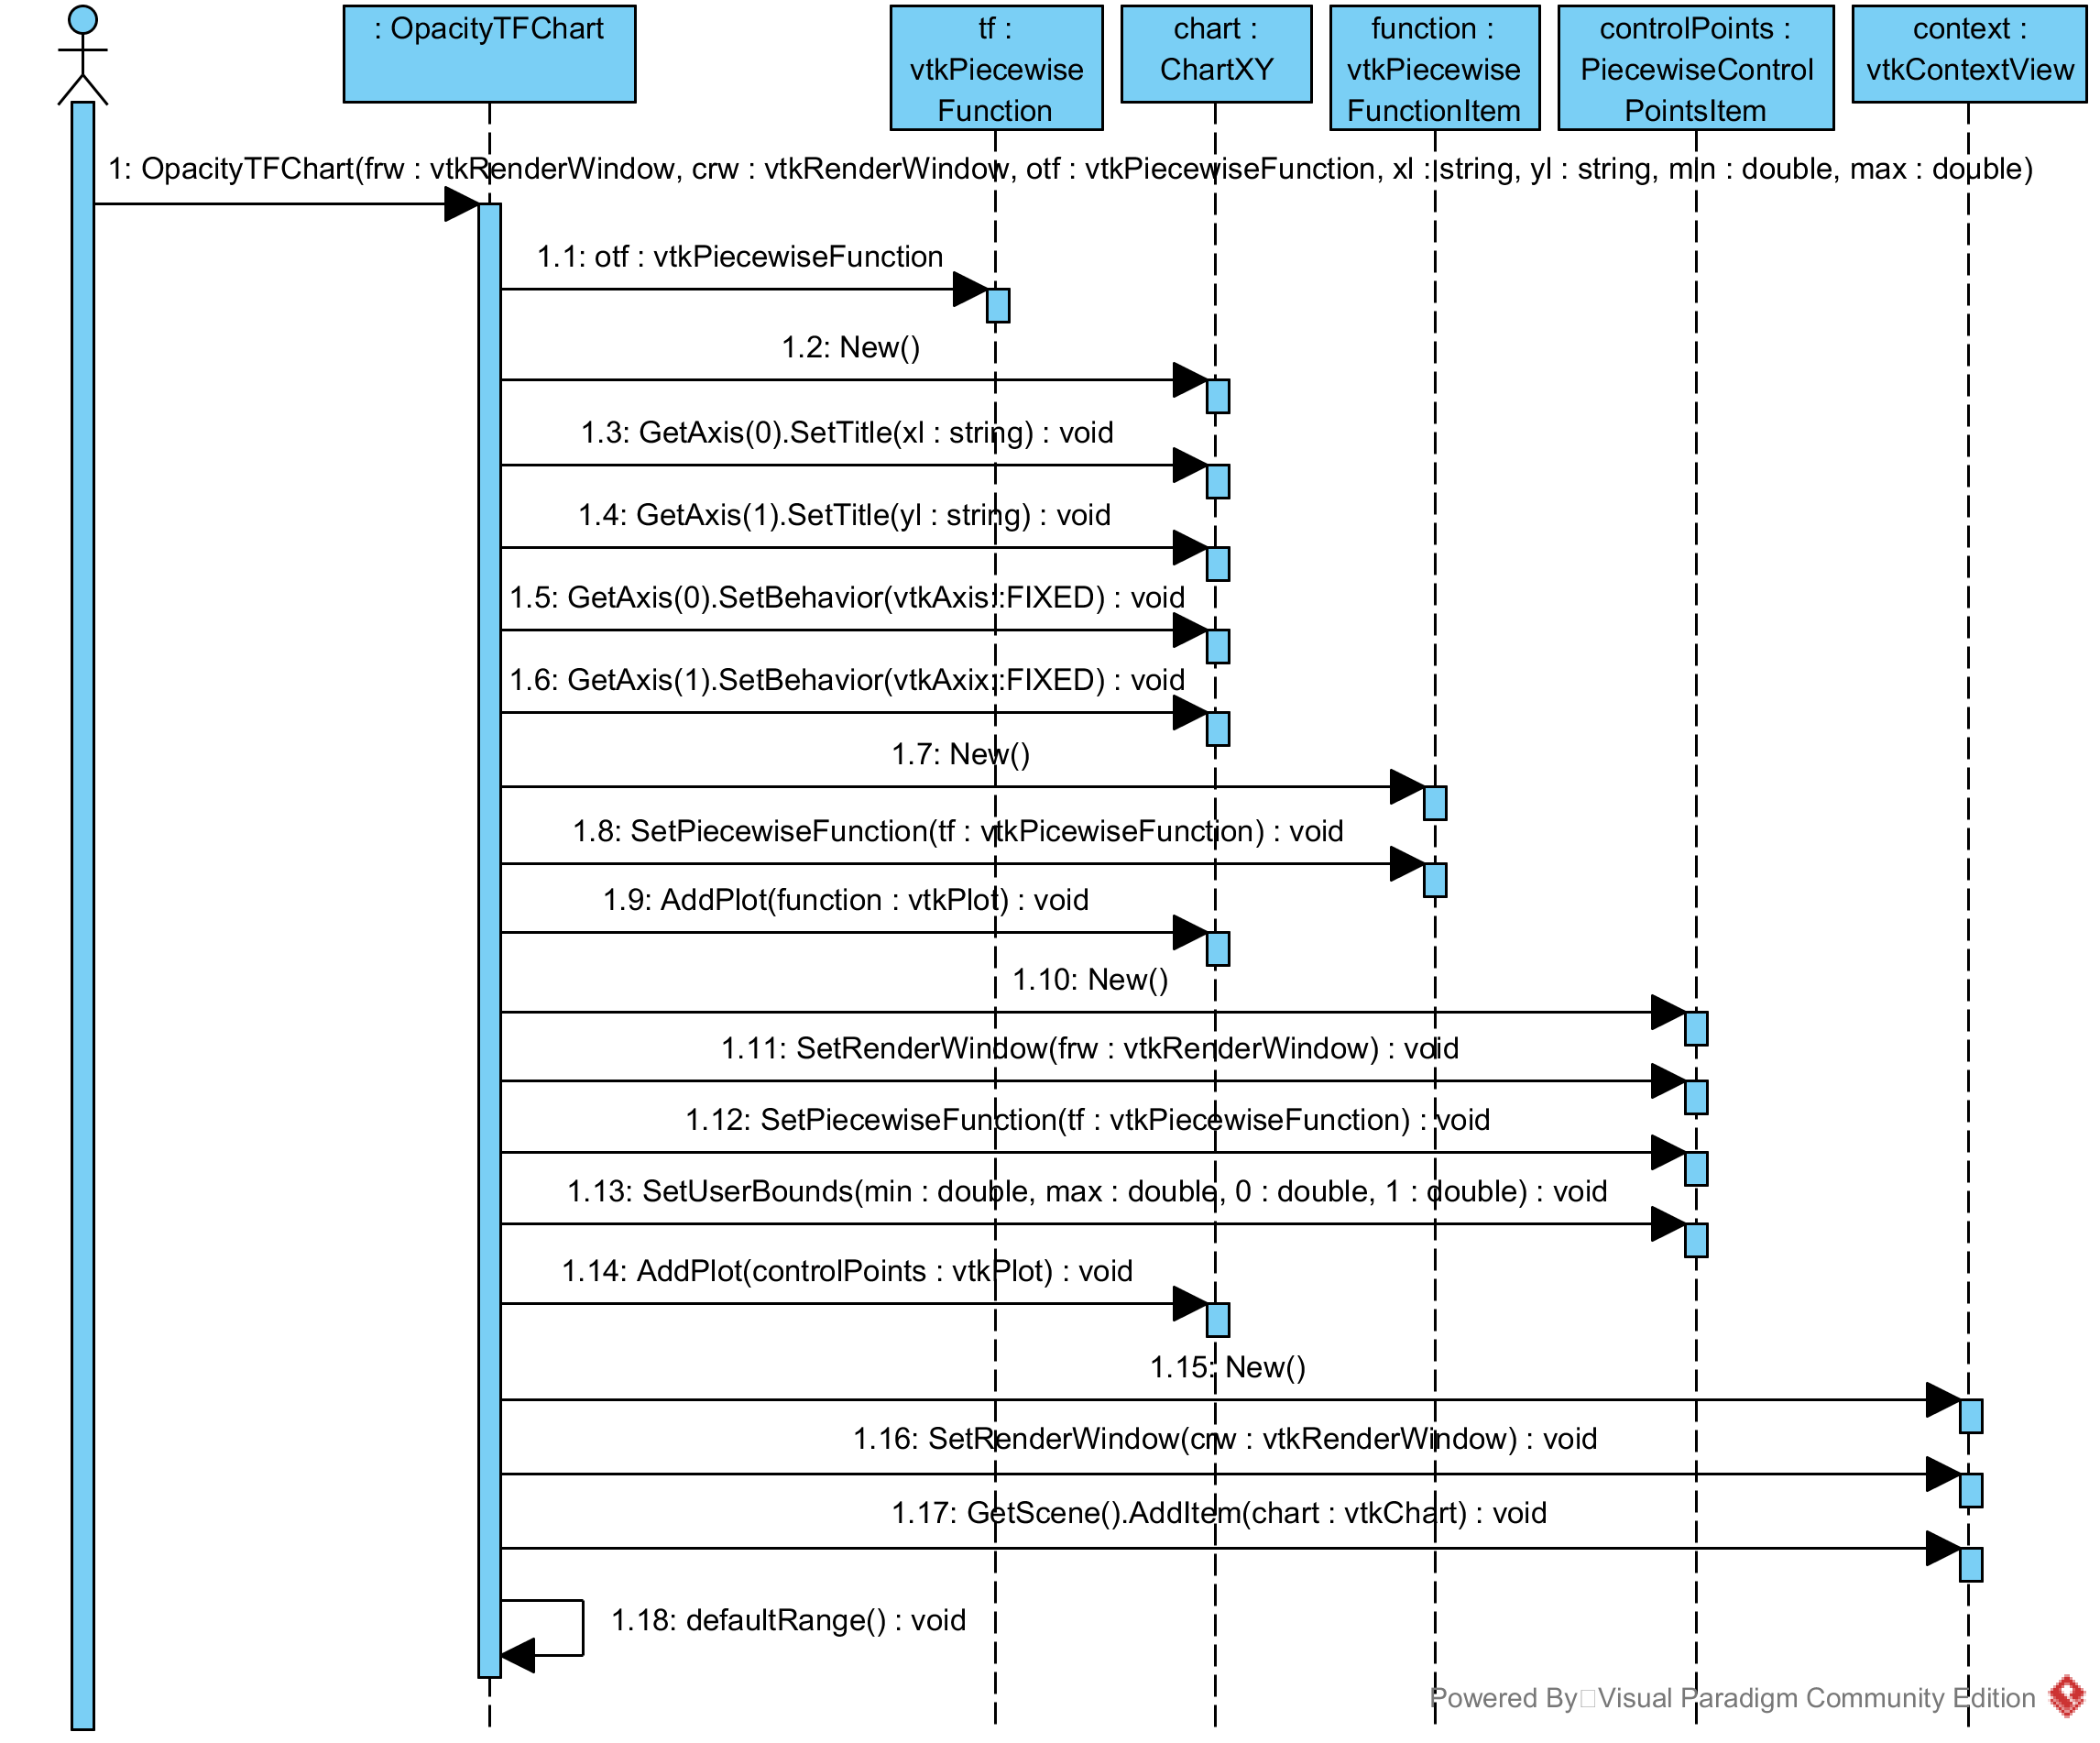 : OpacityTFChart
tf :
vtkPiecewise
Function
chart :
ChartXY
function :
vtkPiecewise
FunctionItem
controlPoints :
PiecewiseControl
PointsItem
context :
vtkContextView
1: OpacityTFChart(frw : vtkRenderWindow, crw : vtkRenderWindow, otf : vtkPiecewiseFunction, xl : string, yl : string, min : double, max : double)
1.1: otf : vtkPiecewiseFunction
1.2: New()
1.3: GetAxis(0).SetTitle(xl : string) : void
1.4: GetAxis(1).SetTitle(yl : string) : void
1.5: GetAxis(0).SetBehavior(vtkAxis::FIXED) : void
1.6: GetAxis(1).SetBehavior(vtkAxix::FIXED) : void
1.7: New()
1.8: SetPiecewiseFunction(tf : vtkPicewiseFunction) : void
1.9: AddPlot(function : vtkPlot) : void
1.10: New()
1.11: SetRenderWindow(frw : vtkRenderWindow) : void
1.12: SetPiecewiseFunction(tf : vtkPiecewiseFunction) : void
1.13: SetUserBounds(min : double, max : double, 0 : double, 1 : double) : void
1.14: AddPlot(controlPoints : vtkPlot) : void
1.15: New()
1.16: SetRenderWindow(crw : vtkRenderWindow) : void
1.17: GetScene().AddItem(chart : vtkChart) : void
1.18: defaultRange() : void
Powered By Visual Paradigm Community Edition